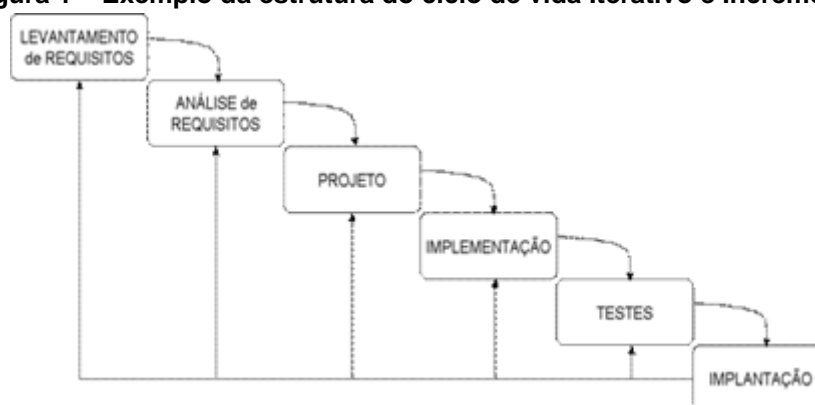 Exemplo da estrutura do ciclo de vida iterativo e
LEVANTAMENTO
de REQUISITOS
ANÁLISE de
REQUISITOS
PROJETO
IMPLEMENTAÇÃO
TESTES
IMPLANTAÇÃO